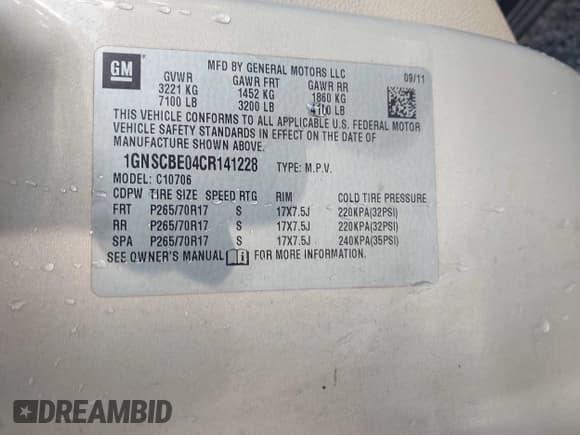 GM
MFD BY GENERAL MOTORS LLC
GVWR GAWR FRT GAWR RR 09/11
3221 KG 1452 KG 1860 KG
7100 LB 3200 LB 4100 LB
THIS VEHICLE CONFORMS TO ALL APPLICABLE U.S. FEDERAL MOTOR
VEHICLE SAFETY STANDARDS IN EFFECT ON THE DATE OF
MANUFACTURE SHOWN ABOVE.
1GNSCBE04CR141228 TYPE: M.P.V.
MODEL: C10706
CDPW TIRE SIZE SPEED RTG RIM COLD TIRE PRESSURE
FRT P265/70R17 S 17X7.5J 220KPA(32PSI)
RR P265/70R17 S 17X7.5J 220KPA(32PSI)
SPA P265/70R17 S 17X7.5J 240KPA(35PSI)
SEE OWNER'S MANUAL FOR MORE INFORMATION.
DREAMBID